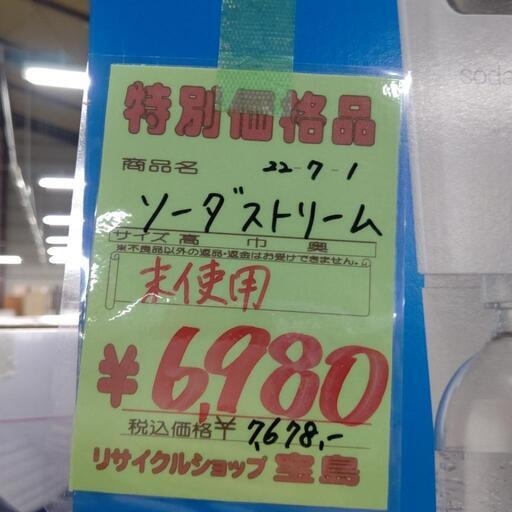 特別価格品
商品名 22-7-1
ソーダストリーム
サイズ 高 巾 奥
※不良品以外の返品・返金はお受けできません。
未使用
¥6,980
税込価格¥ 7,678,-
リサイクルショップ 宝島
soda